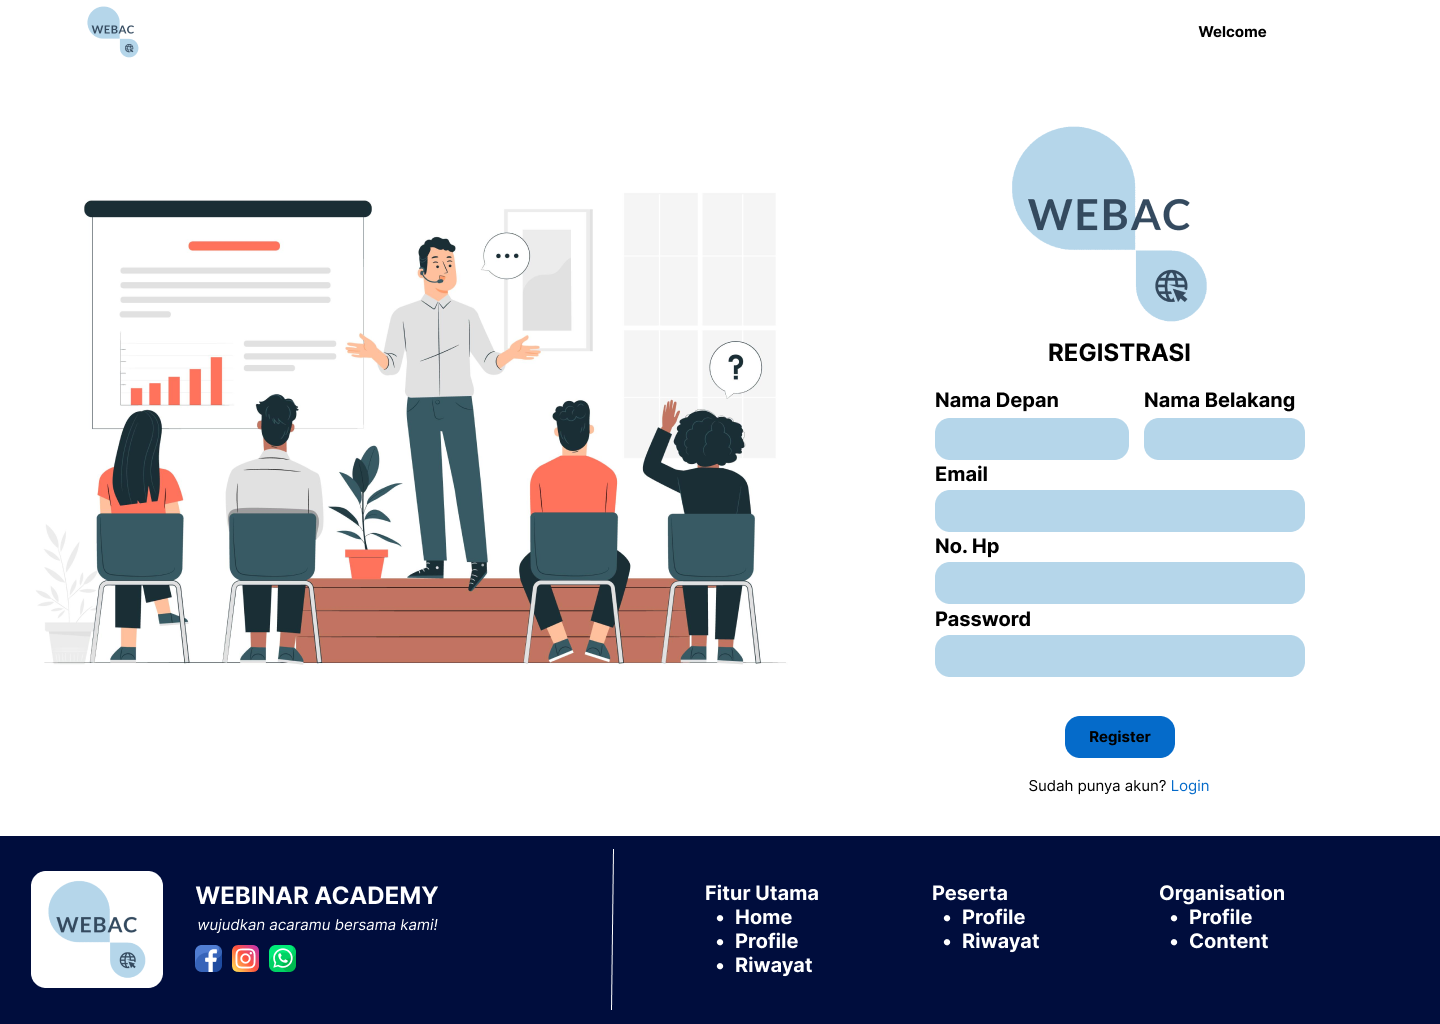 WEBAC
Welcome
WEBAC
REGISTRASI
Nama Depan
Nama Belakang
Email
No. Hp
Password
Register
Sudah punya akun? Login
?
WEBAC
WEBINAR ACADEMY
wujudkan acaramu bersama kami!
Fitur Utama
• Home
• Profile
• Riwayat
Peserta
• Profile
• Riwayat
Organisation
• Profile
• Content